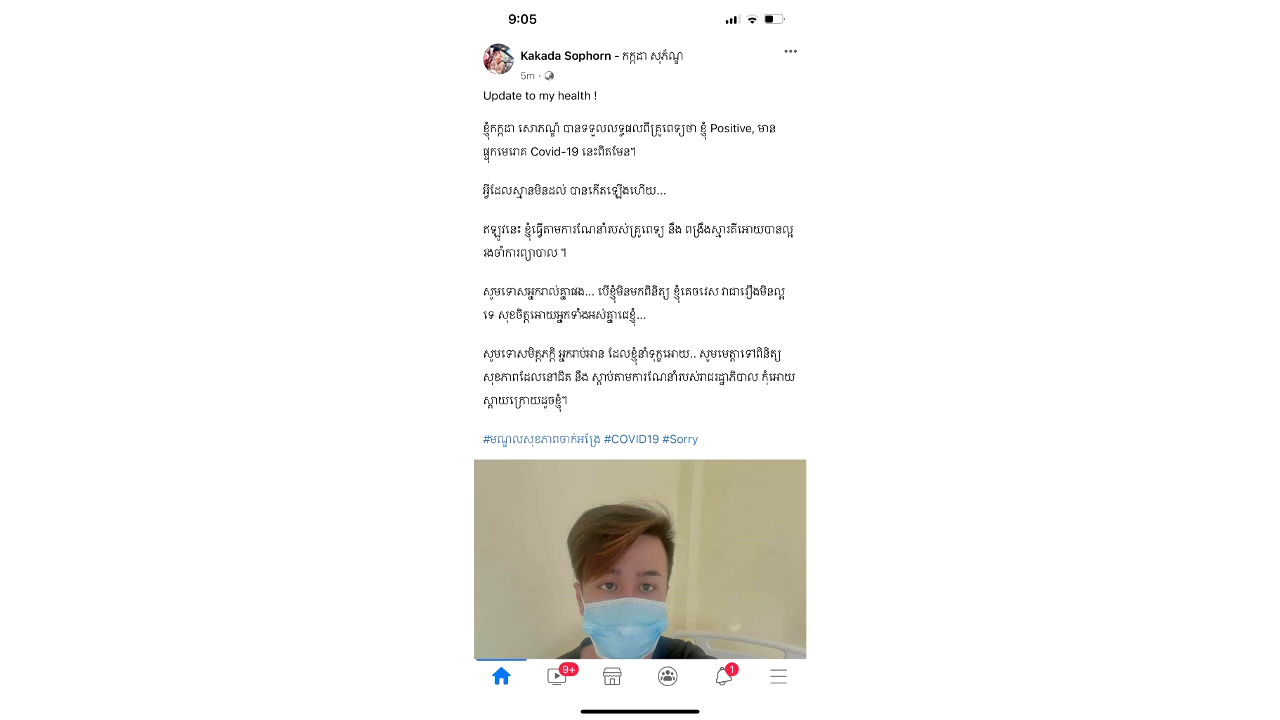 9:05
Kakada Sophorn - កក្កដា សុភ័ណ្ឌ
5m ·
Update to my health !
ខ្ញុំកក្កដា សោភណ្ឌ័ បានទទួលលទ្ធផលពីគ្រូពេទ្យថា ខ្ញុំ Positive, មាន
ផ្ទុកមេរោគ Covid-19 នេះពិតមែន។
អ្វីដែលស្មានមិនដល់ បានកើតឡើងហើយ...
ឥឡូវនេះ ខ្ញុំធ្វើតាមការណែនាំរបស់គ្រូពេទ្យ នឹង ពង្រឹងស្មារតីអោយបានល្អ
រងចាំការព្យាបាល ។
សូមទោសអ្នករាល់គ្នាផង... បើខ្ញុំមិនមកពិនិត្យ ខ្ញុំគេចវេស វាជារឿងមិនល្អ
ទេ សុខចិត្តអោយអ្នកទាំងអស់គ្នាជេរខ្ញុំ...
សូមទោសមិត្តភក្តិ អ្នករាប់អាន ដែលខ្ញុំនាំទុក្ខអោយ.. សូមមេត្តាទៅពិនិត្យ
សុខភាពដែលនៅជិត នឹង ស្តាប់តាមការណែនាំរបស់រាជរដ្ឋាភិបាល កុំអោយ
ស្តាយក្រោយដូចខ្ញុំ។
#មណ្ឌលសុខភាពចាក់អង្រែ #COVID19 #Sorry
9+
1